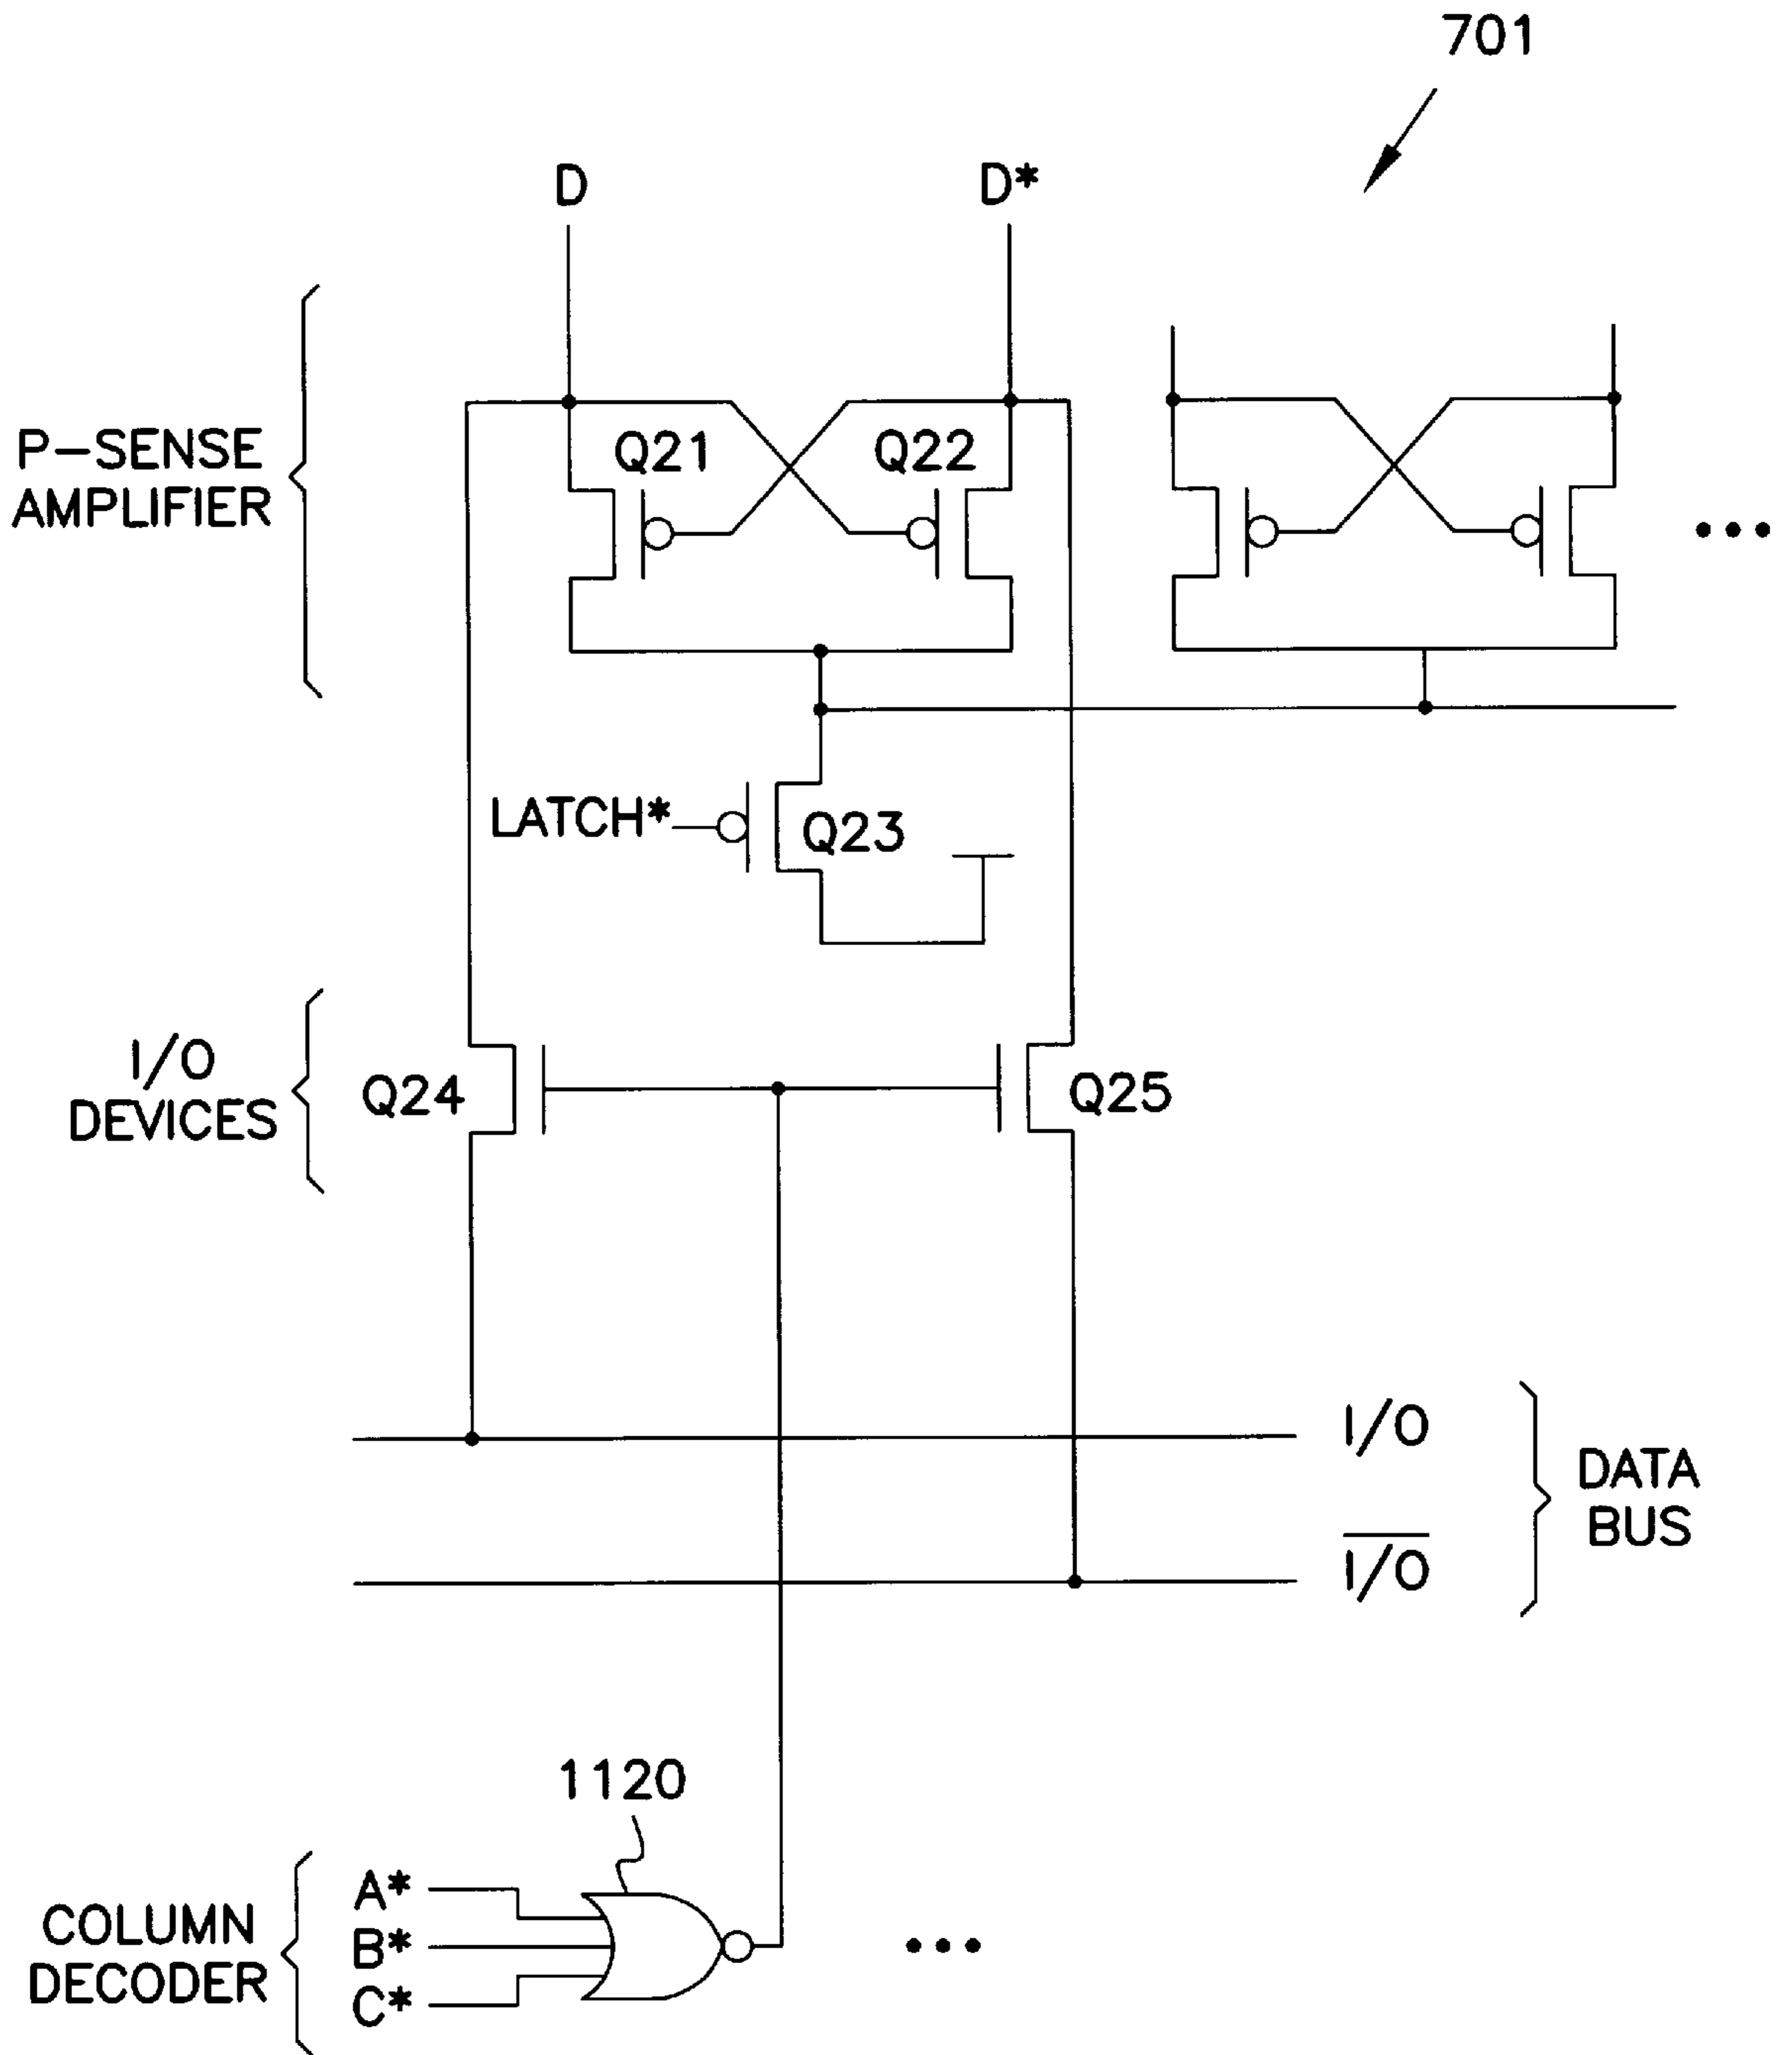 701
D
D*
P-SENSE
AMPLIFIER
Q21
Q22
LATCH*
Q23
I/O
DEVICES
Q24
Q25
I/O
I/O
DATA
BUS
1120
COLUMN
DECODER
A*
B*
C*